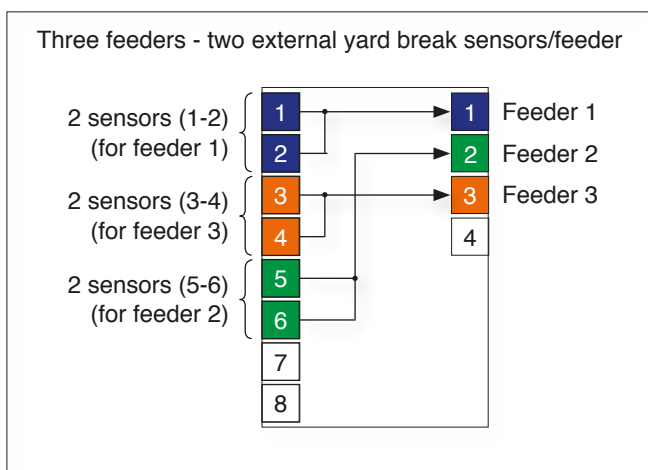 Three feeders - two external yard break sensors/feeder
2 sensors (1-2)
(for feeder 1)
2 sensors (3-4)
(for feeder 3)
2 sensors (5-6)
(for feeder 2)
1
2
3
4
5
6
7
8
1 Feeder 1
2 Feeder 2
3 Feeder 3
4